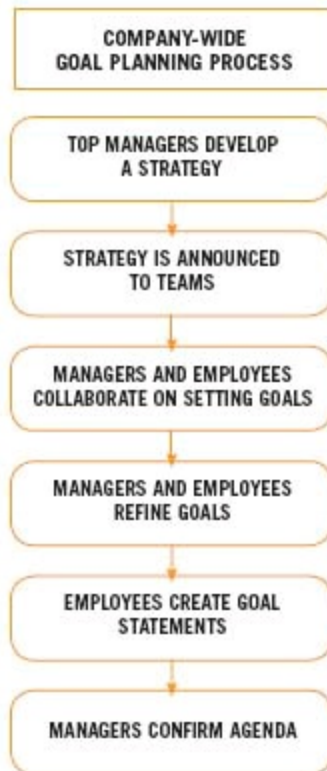 COMPANY-WIDE
GOAL PLANNING PROCESS
TOP MANAGERS DEVELOP
A STRATEGY
STRATEGY IS ANNOUNCED
TO TEAMS
MANAGERS AND EMPLOYEES
COLLABORATE ON SETTING GOALS
MANAGERS AND EMPLOYEES
REFINE GOALS
EMPLOYEES CREATE GOAL
STATEMENTS
MANAGERS CONFIRM AGENDA